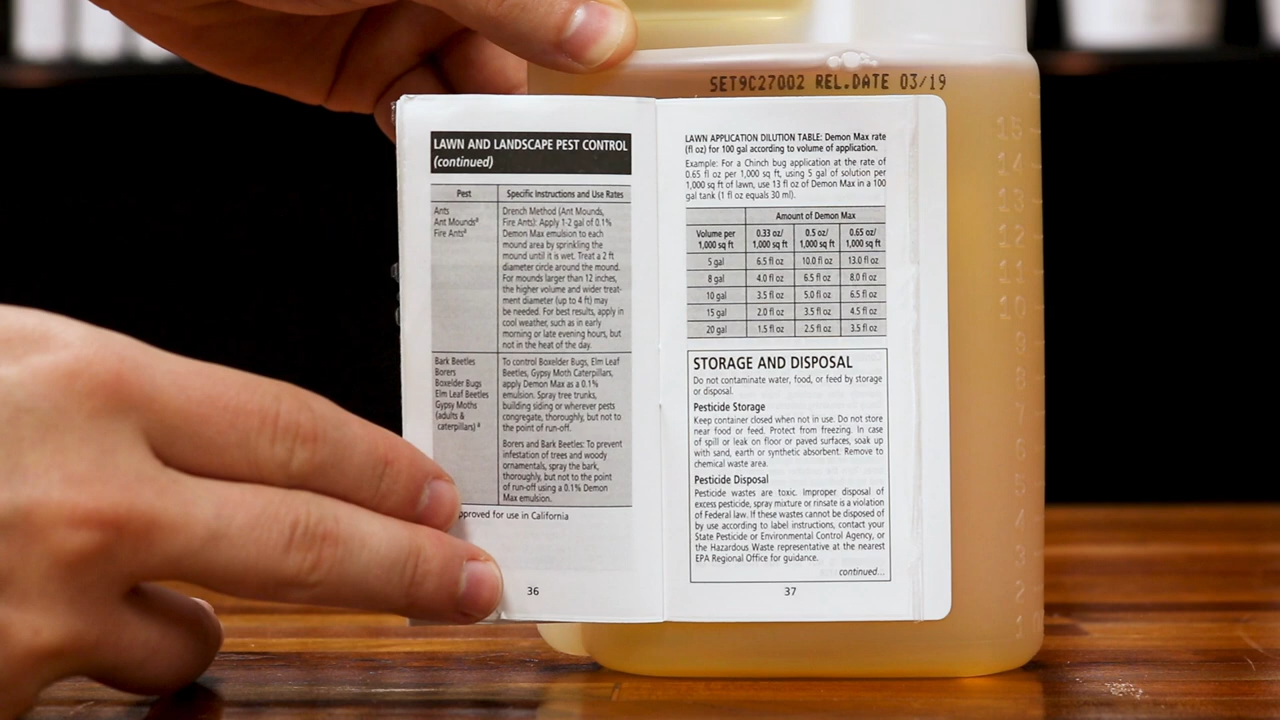 SET9C27002 REL.DATE 03/19
LAWN AND LANDSCAPE PEST CONTROL
(continued)
Pest Specific Instructions and Use Rates
Ants
Ant Mounds ª
Fire Ants ª
Drench Method (Ant Mounds,
Fire Ants): Apply 1-2 gal of 0.1%
Demon Max emulsion to each
mound area by sprinkling the
mound until it is wet. Treat a 2 ft
diameter circle around the mound.
For mounds larger than 12 inches,
the higher volume and wider treat-
ment diameter (up to 4 ft) may
be needed. For best results, apply in
cool weather, such as in early
morning or late evening hours, but
not in the heat of the day.
Bark Beetles
Borers
Boxelder Bugs
Elm Leaf Beetles
Gypsy Moths
(adults &
caterpillars) ª
To control Boxelder Bugs, Elm Leaf
Beetles, Gypsy Moth Caterpillars,
apply Demon Max as a 0.1%
emulsion. Spray tree trunks,
building siding or wherever pests
congregate, thoroughly, but not to
the point of run-off.
Borers and Bark Beetles: To prevent
infestation of trees and woody
ornamentals, spray the bark,
thoroughly, but not to the point
of run-off using a 0.1% Demon
Max emulsion.
pproved for use in California
36
LAWN APPLICATION DILUTION TABLE: Demon Max rate
(fl oz) for 100 gal according to volume of application.
Example: For a Chinch bug application at the rate of
0.65 fl oz per 1,000 sq ft, using 5 gal of solution per
1,000 sq ft of lawn, use 13 fl oz of Demon Max in a 100
gal tank (1 fl oz equals 30 ml).
Amount of Demon Max
Volume per 0.33 oz/ 0.5 oz/ 0.65 oz/
1,000 sq ft 1,000 sq ft 1,000 sq ft 1,000 sq ft
5 gal 6.5 fl oz 10.0 fl oz 13.0 fl oz
8 gal 4.0 fl oz 6.5 fl oz 8.0 fl oz
10 gal 3.5 fl oz 5.0 fl oz 6.5 fl oz
15 gal 2.0 fl oz 3.5 fl oz 4.5 fl oz
20 gal 1.5 fl oz 2.5 fl oz 3.5 fl oz
STORAGE AND DISPOSAL
Do not contaminate water, food, or feed by storage
or disposal.
Pesticide Storage
Keep container closed when not in use. Do not store
near food or feed. Protect from freezing. In case
of spill or leak on floor or paved surfaces, soak up
with sand, earth or synthetic absorbent. Remove to
chemical waste area.
Pesticide Disposal
Pesticide wastes are toxic. Improper disposal of
excess pesticide, spray mixture or rinsate is a violation
of Federal law. If these wastes cannot be disposed of
by use according to label instructions, contact your
State Pesticide or Environmental Control Agency, or
the Hazardous Waste representative at the nearest
EPA Regional Office for guidance.
continued...
37
15
14
13
12
11
10
9
8
7
6
5
4
3
2
1